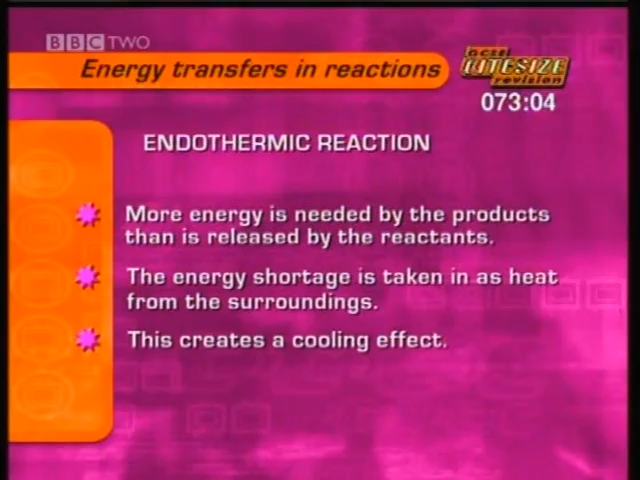 BBC TWO
Energy transfers in reactions
GCSE
BITESIZE
revision
073:04
ENDOTHERMIC REACTION
More energy is needed by the products
than is released by the reactants.
The energy shortage is taken in as heat
from the surroundings.
This creates a cooling effect.